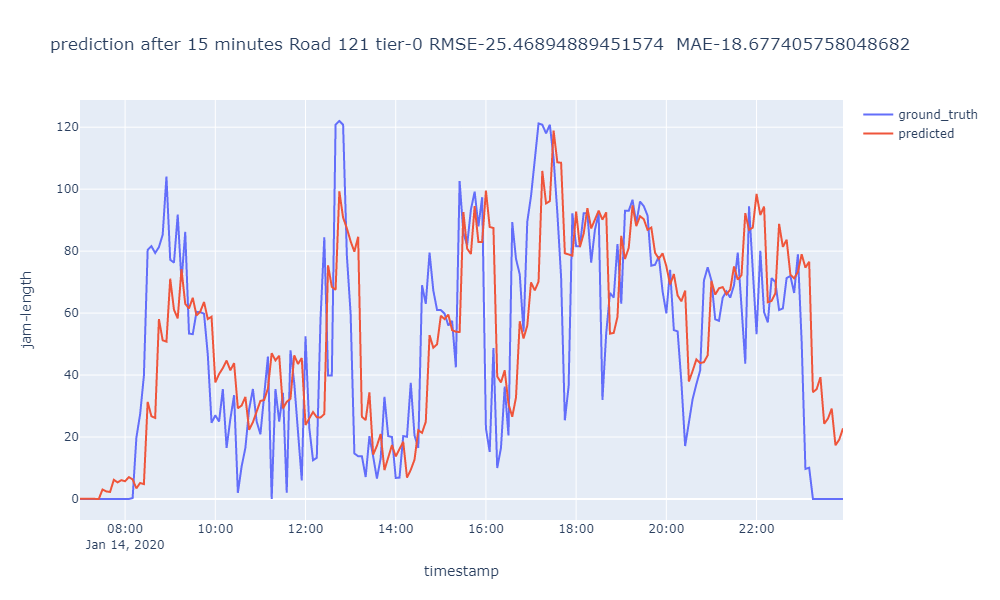 prediction after 15 minutes Road 121 tier-0 RMSE-25.46894889451574  MAE-18.677405758048682
ground_truth
predicted
jam-length
120
100
80
60
40
20
0
08:00 10:00 12:00 14:00 16:00 18:00 20:00 22:00
Jan 14, 2020
timestamp